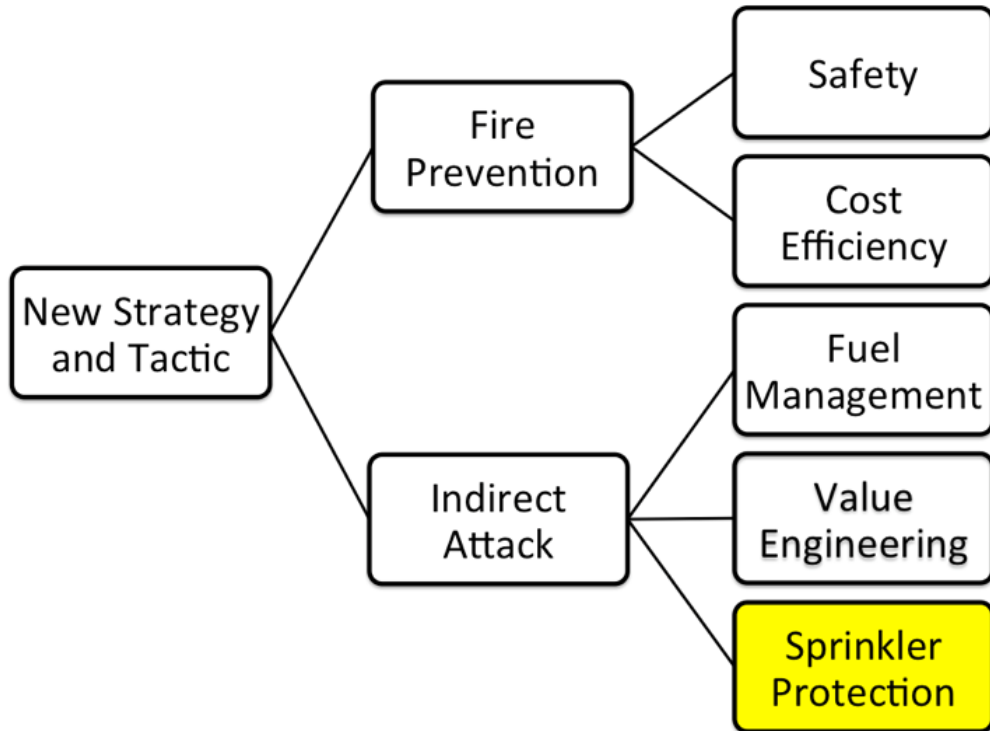 Safety
Fire
Prevention
Cost
Efficiency
New Strategy
and Tactic
Fuel
Management
Indirect
Attack
Value
Engineering
Sprinkler
Protection